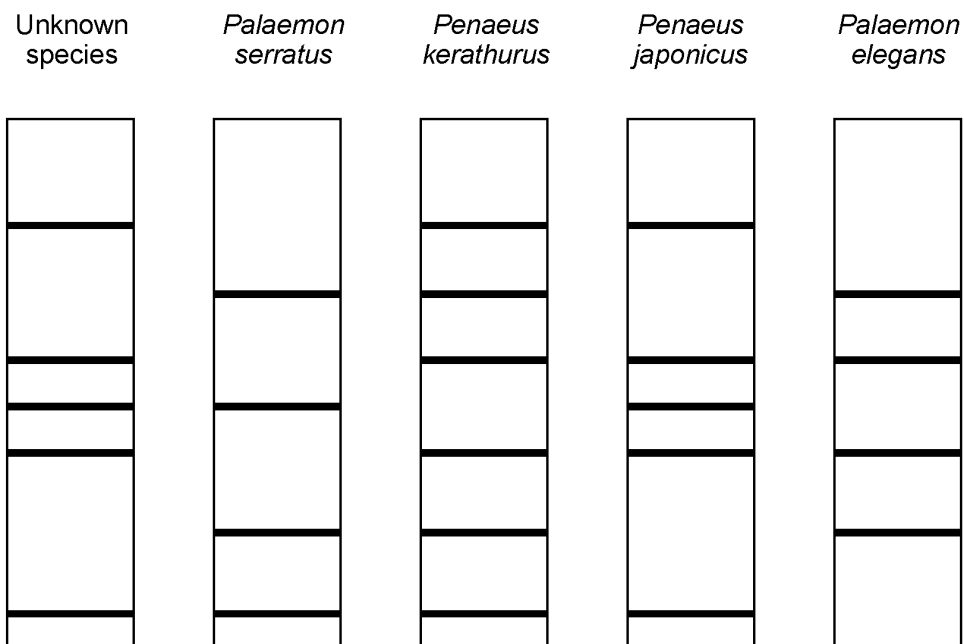 Unknown
species
Palaemon
serratus
Penaeus
kerathurus
Penaeus
japonicus
Palaemon
elegans